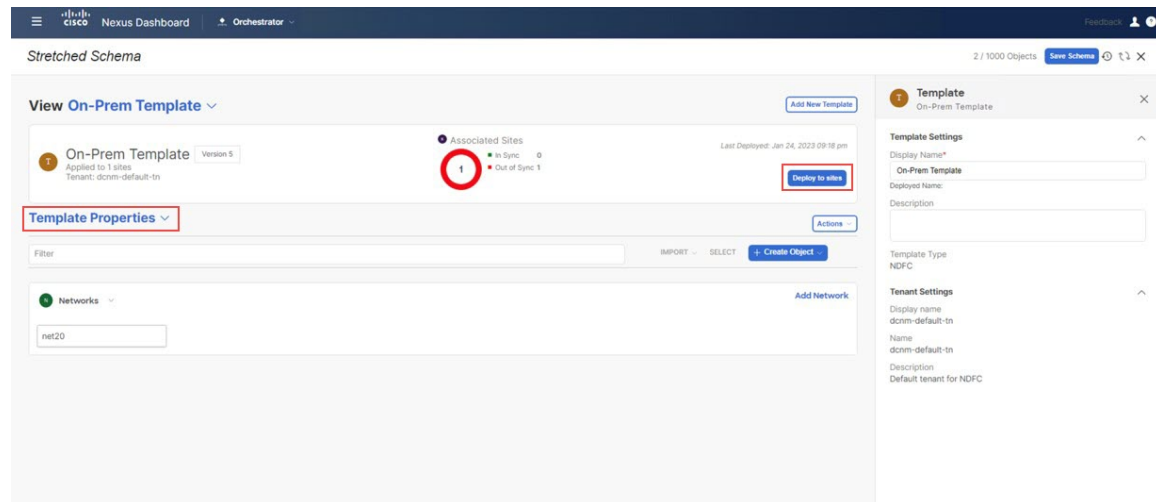 cisco Nexus Dashboard Orchestrator Feedback
Stretched Schema 2 / 1000 Objects Save Schema
View On-Prem Template Add New Template
On-Prem Template Version 5
Applied to 1 sites
Tenant: dcnm-default-tn
Associated Sites
1
In Sync 0
Out of Sync 1
Last Deployed: Jan 24, 2023 09:18 pm
Deploy to sites
Template Properties
Actions
Filter IMPORT SELECT + Create Object
N Networks Add Network
net20
T Template
On-Prem Template
Template Settings
Display Name*
On-Prem Template
Deployed Name:
Description
Template Type
NDFC
Tenant Settings
Display name
dcnm-default-tn
Name
dcnm-default-tn
Description
Default tenant for NDFC